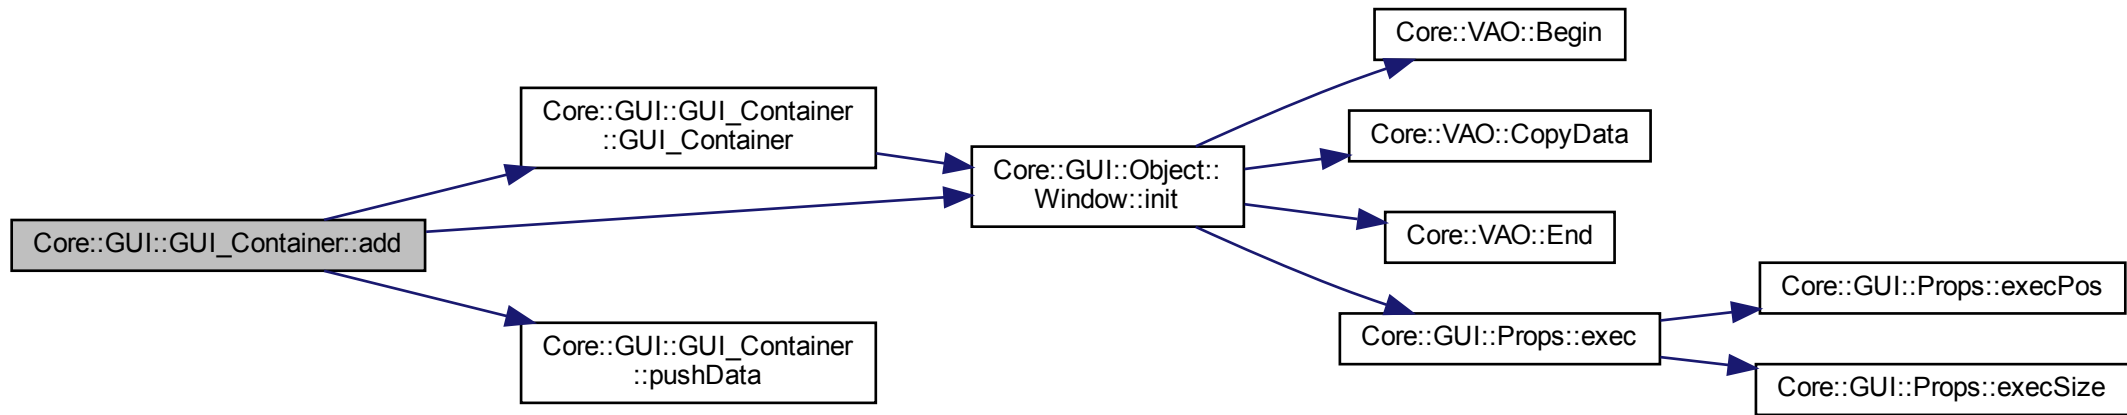 Core::GUI::GUI_Container::add
Core::GUI::GUI_Container
::GUI_Container
Core::GUI::GUI_Container
::pushData
Core::GUI::Object::
Window::init
Core::VAO::Begin
Core::VAO::CopyData
Core::VAO::End
Core::GUI::Props::exec
Core::GUI::Props::execPos
Core::GUI::Props::execSize